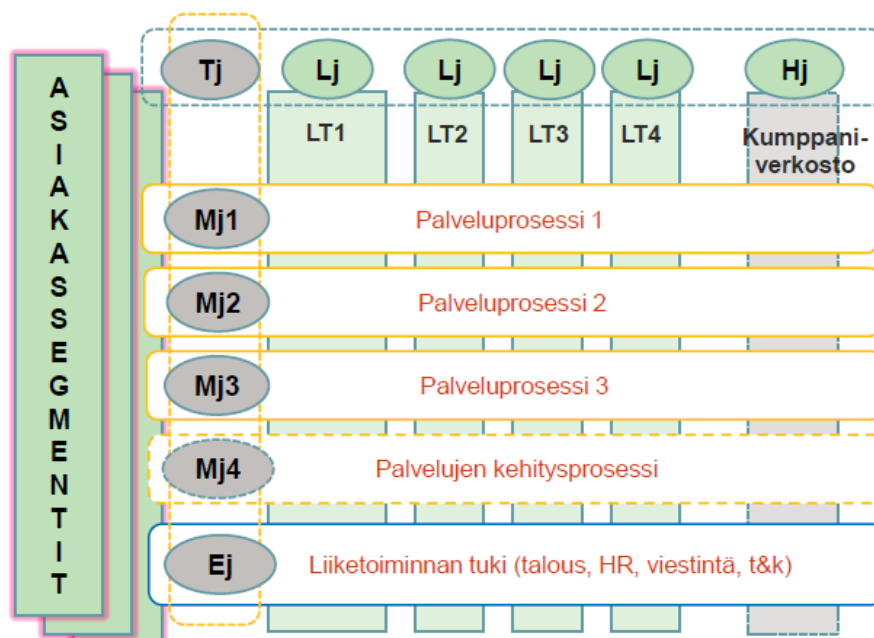 ASIAKASSEGMENTIT
Tj
Lj
Lj
Lj
Lj
Hj
LT1
LT2
LT3
LT4
Kumppani-
verkosto
Mj1
Palveluprosessi 1
Mj2
Palveluprosessi 2
Mj3
Palveluprosessi 3
Mj4
Palvelujen kehitysprosessi
Ej
Liiketoiminnan tuki (talous, HR, viestintä, t&k)